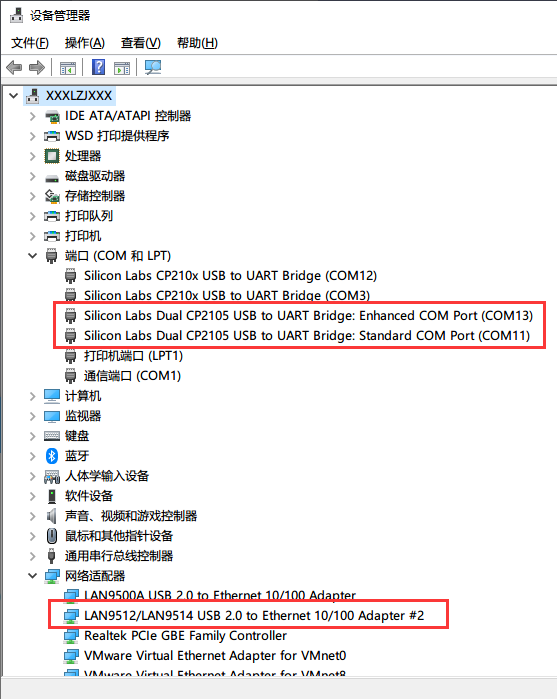 设备管理器
文件(F) 操作(A) 查看(V) 帮助(H)
XXXLZJXXX
IDE ATA/ATAPI 控制器
WSD 打印提供程序
处理器
磁盘驱动器
存储控制器
打印队列
打印机
端口 (COM 和 LPT)
Silicon Labs CP210x USB to UART Bridge (COM12)
Silicon Labs CP210x USB to UART Bridge (COM3)
Silicon Labs Dual CP2105 USB to UART Bridge: Enhanced COM Port (COM13)
Silicon Labs Dual CP2105 USB to UART Bridge: Standard COM Port (COM11)
打印机端口 (LPT1)
通信端口 (COM1)
计算机
监视器
键盘
蓝牙
人体学输入设备
软件设备
声音、视频和游戏控制器
鼠标和其他指针设备
通用串行总线控制器
网络适配器
LAN9500A USB 2.0 to Ethernet 10/100 Adapter
LAN9512/LAN9514 USB 2.0 to Ethernet 10/100 Adapter #2
Realtek PCIe GBE Family Controller
VMware Virtual Ethernet Adapter for VMnet0
VMware Virtual Ethernet Adapter for VMnet8